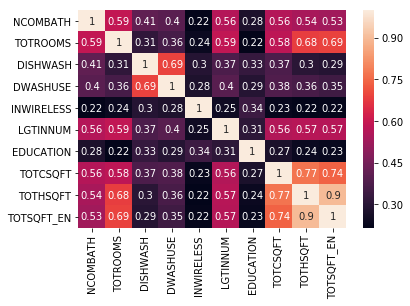 NCOMBATH 1 0.59 0.41 0.4 0.22 0.56 0.28 0.56 0.54 0.53
TOTROOMS 0.59 1 0.31 0.36 0.24 0.59 0.22 0.58 0.68 0.69
DISHWASH 0.41 0.31 1 0.69 0.3 0.37 0.33 0.37 0.3 0.29
DWASHUSE 0.4 0.36 0.69 1 0.28 0.4 0.29 0.38 0.36 0.35
INWIRELESS 0.22 0.24 0.3 0.28 1 0.25 0.34 0.23 0.22 0.22
LGTINNUM 0.56 0.59 0.37 0.4 0.25 1 0.31 0.56 0.57 0.57
EDUCATION 0.28 0.22 0.33 0.29 0.34 0.31 1 0.27 0.24 0.23
TOTCSQFT 0.56 0.58 0.37 0.38 0.23 0.56 0.27 1 0.77 0.74
TOTHSQFT 0.54 0.68 0.3 0.36 0.22 0.57 0.24 0.77 1 0.9
TOTSQFT_EN 0.53 0.69 0.29 0.35 0.22 0.57 0.23 0.74 0.9 1
NCOMBATH TOTROOMS DISHWASH DWASHUSE INWIRELESS LGTINNUM EDUCATION TOTCSQFT TOTHSQFT TOTSQFT_EN
0.90
0.75
0.60
0.45
0.30